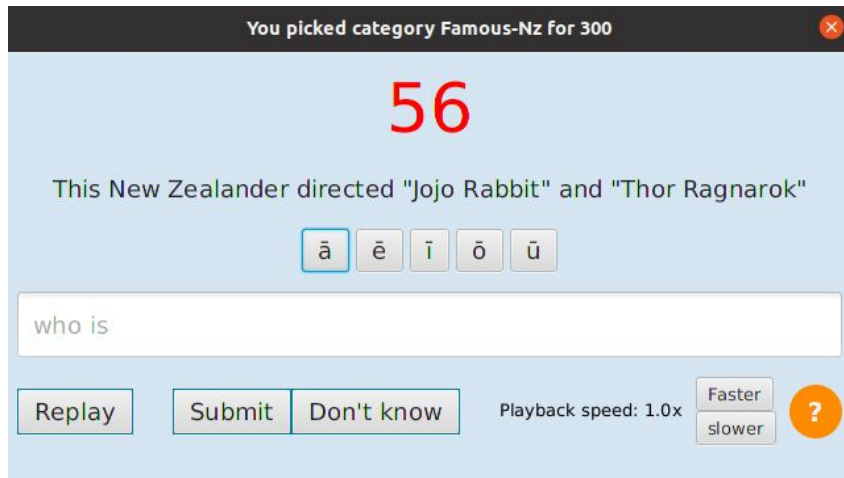 You picked category Famous-Nz for 300
56
This New Zealander directed "Jojo Rabbit" and "Thor Ragnarok"
ā ē ī ō ū
who is
Replay Submit Don't know Playback speed: 1.0x Faster slower ?